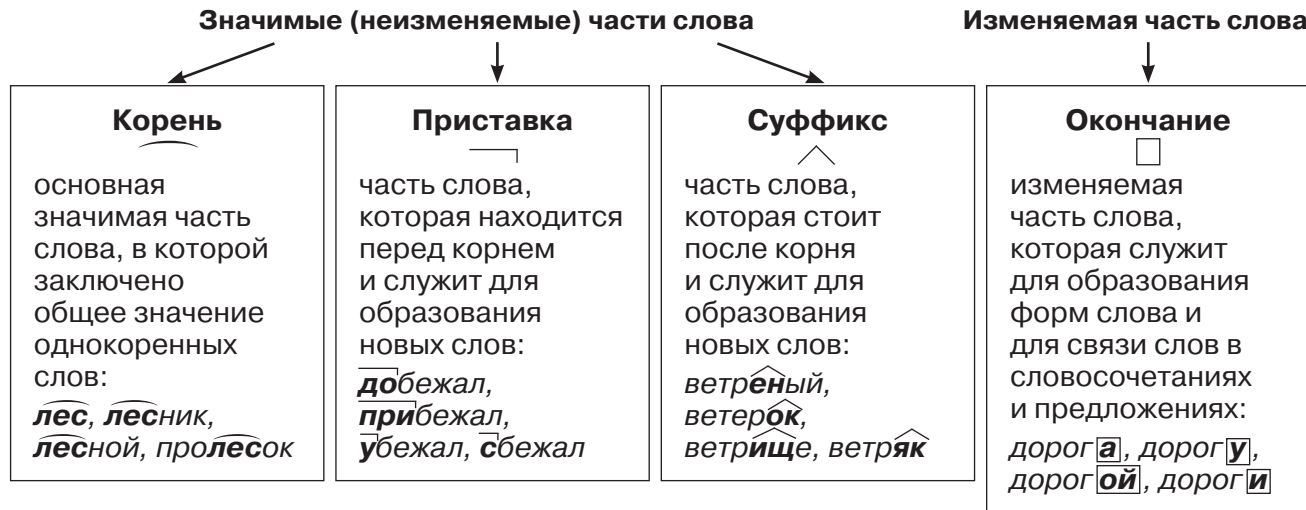 Значимые (неизменяемые) части слова
Изменяемая часть слова
Корень
основная
значимая часть
слова, в которой
заключено
общее значение
однокоренных
слов:
лес, лесник,
лесной, пролесок
Приставка
часть слова,
которая находится
перед корнем
и служит для
образования
новых слов:
добежал,
прибежал,
убежал, сбежал
Суффикс
часть слова,
которая стоит
после корня
и служит для
образования
новых слов:
ветреный,
ветерок,
ветрище, ветряк
Окончание
изменяемая
часть слова,
которая служит
для образования
форм слова и
для связи слов в
словосочетаниях
и предложениях:
дорога, дорогу,
дорогой, дороги